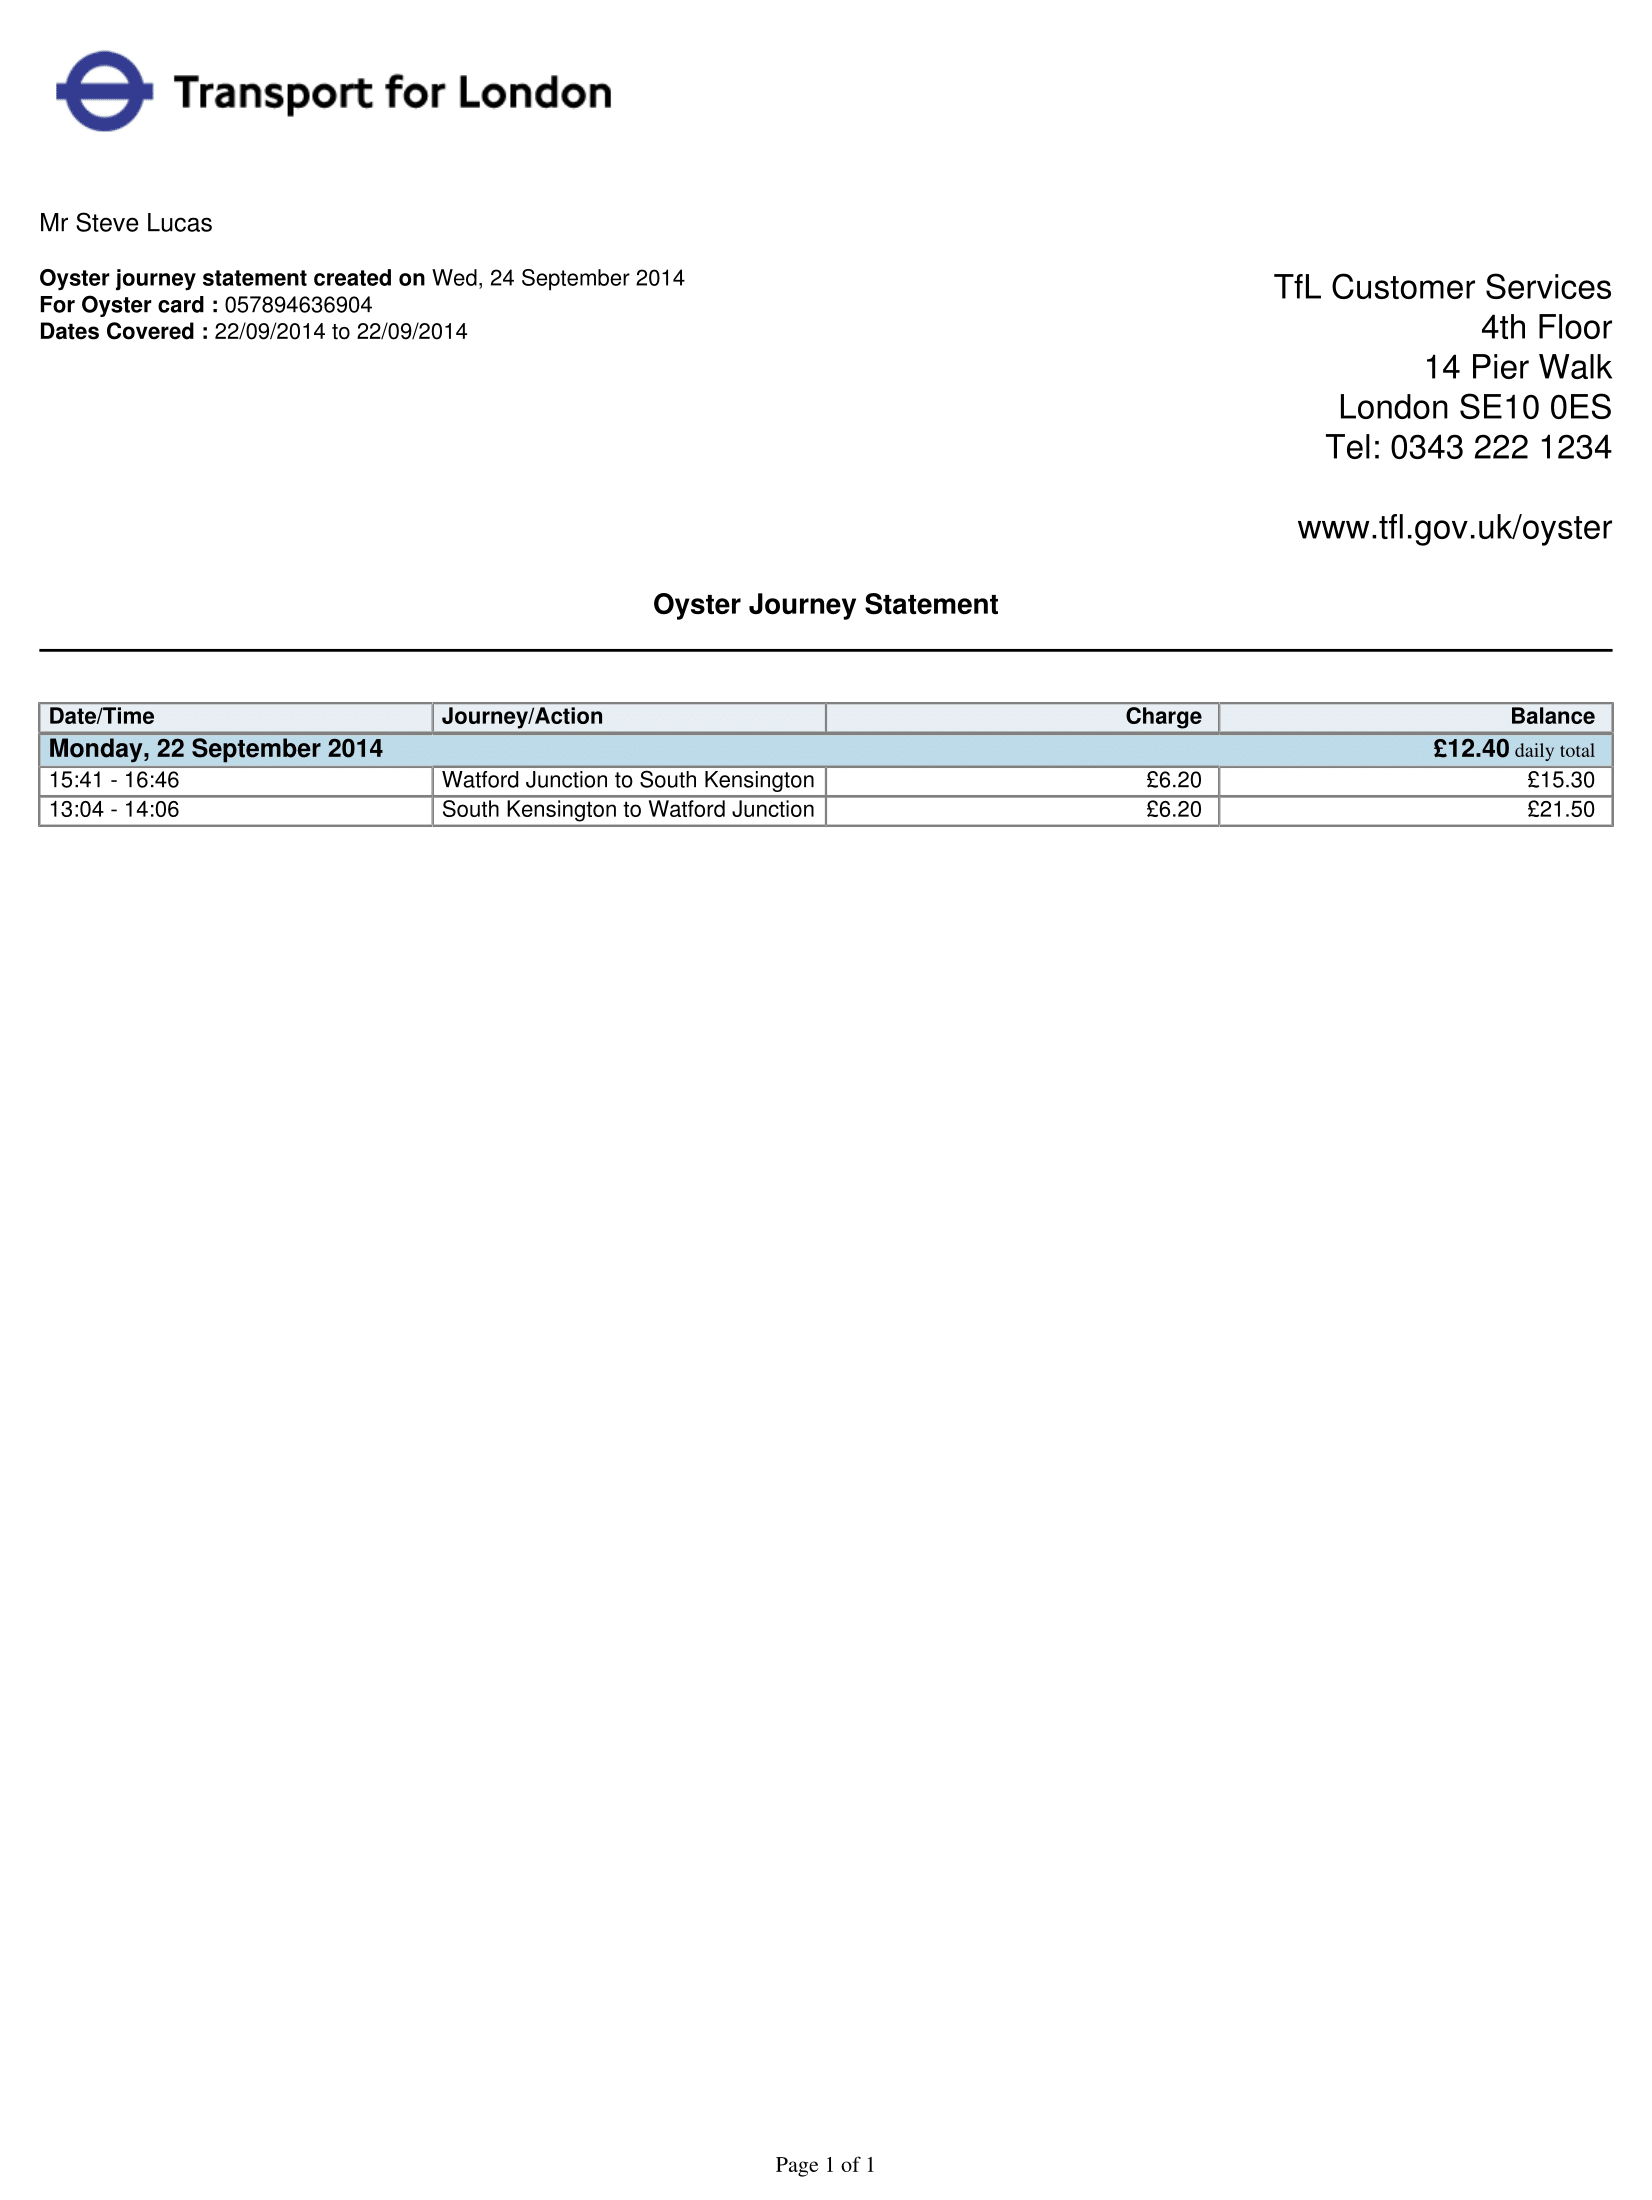 Transport for London
Mr Steve Lucas
Oyster journey statement created on Wed, 24 September 2014
For Oyster card : 057894636904
Dates Covered : 22/09/2014 to 22/09/2014
TfL Customer Services
4th Floor
14 Pier Walk
London SE10 0ES
Tel: 0343 222 1234
www.tfl.gov.uk/oyster
Oyster Journey Statement
Date/Time Journey/Action Charge Balance
Monday, 22 September 2014 £12.40 daily total
15:41 - 16:46 Watford Junction to South Kensington £6.20 £15.30
13:04 - 14:06 South Kensington to Watford Junction £6.20 £21.50
Page 1 of 1